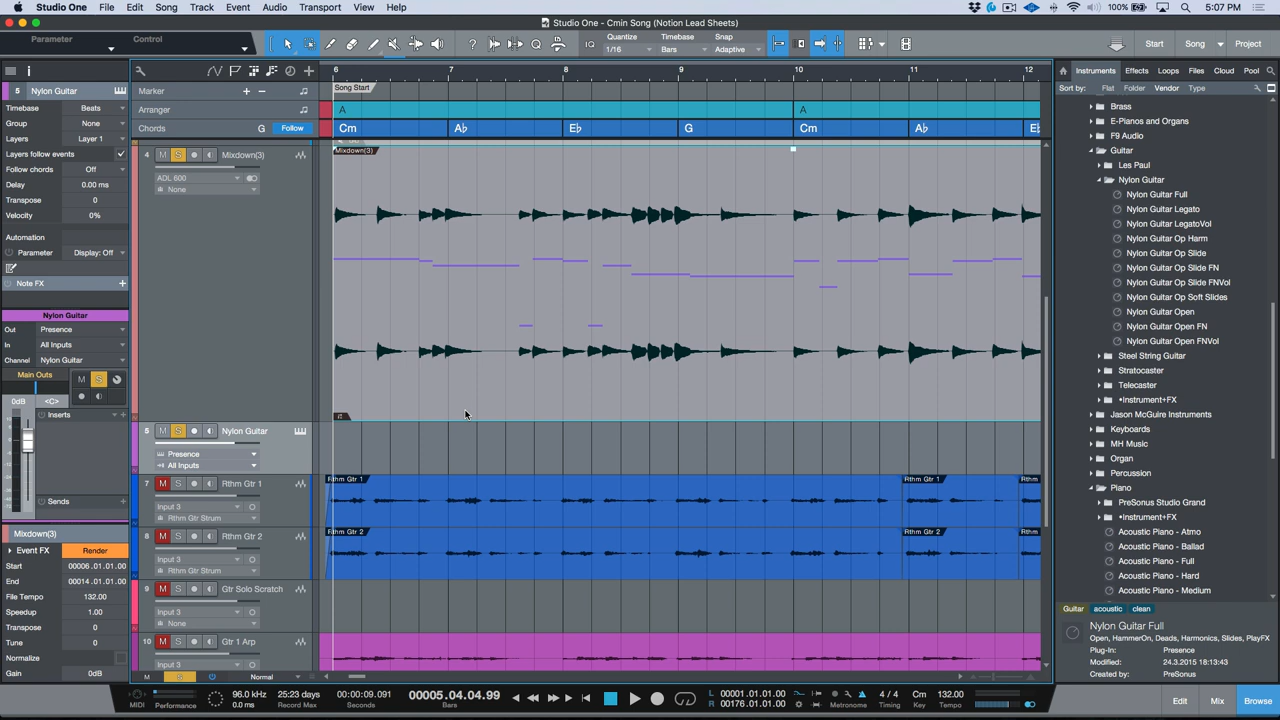 Studio One File Edit Song Track Event Audio Transport View Help 100% 5:07 PM
Studio One - Cmin Song (Notion Lead Sheets)
Parameter Control
Quantize Timebase Snap
IQ 1/16 Bars Adaptive
Start Song Project
6 7 8 9 10 11 12
Song Start
Marker
Arranger A A
Chords G Follow Cm A♭ E♭ G Cm A♭ E♭
5 Nylon Guitar
Timebase Beats
Group None
Layers Layer 1
Layers follow events
Follow chords Off
Delay 0.00 ms
Transpose 0
Velocity 0%
Automation
Parameter Display: Off
Note FX
Nylon Guitar
Out Presence
In All Inputs
Channel Nylon Guitar
Main Outs
M S
0dB <C> Inserts
Sends
Mixdown(3)
Event FX Render
Start 00006.01.01.00
End 00014.01.01.00
File Tempo 132.00
Speedup 1.00
Transpose 0
Tune 0
Normalize
Gain 0dB
4 M S Mixdown(3)
ADL 600
None
Mixdown(3)
5 M S Nylon Guitar
Presence
All Inputs
7 M S Rthm Gtr 1
Input 3
Rthm Gtr Strum
Rthm Gtr 1 Rthm Gtr 1 Rthm
8 M S Rthm Gtr 2
Input 3
Rthm Gtr Strum
Rthm Gtr 2 Rthm Gtr 2 Rthm
9 M S Gtr Solo Scratch
Input 3
None
10 M S Gtr 1 Arp
Input 3
M Normal
Instruments Effects Loops Files Cloud Pool
Sort by: Flat Folder Vendor Type
Brass
E-Pianos and Organs
F9 Audio
Guitar
Les Paul
Nylon Guitar
Nylon Guitar Full
Nylon Guitar Legato
Nylon Guitar LegatoVol
Nylon Guitar Op Harm
Nylon Guitar Op Slide
Nylon Guitar Op Slide FN
Nylon Guitar Op Slide FNVol
Nylon Guitar Op Soft Slides
Nylon Guitar Open
Nylon Guitar Open FN
Nylon Guitar Open FNVol
Steel String Guitar
Stratocaster
Telecaster
•Instrument+FX
Jason McGuire Instruments
Keyboards
MH Music
Organ
Percussion
Piano
PreSonus Studio Grand
•Instrument+FX
Acoustic Piano - Atmo
Acoustic Piano - Ballad
Acoustic Piano - Full
Acoustic Piano - Hard
Acoustic Piano - Medium
Guitar acoustic clean
Nylon Guitar Full
Open, HammerOn, Deads, Harmonics, Slides, PlayFX
Plug-In: Presence
Modified: 24.3.2015 18:13:43
Created by: PreSonus
MIDI Performance
96.0 kHz
0.0 ms
25:23 days
Record Max
00:00:09.091
Seconds
00005.04.04.99
Bars
L 00001.01.01.00
R 00176.01.01.00
Metronome
4 / 4
Timing
Cm
Key
132.00
Tempo
Edit Mix Browse